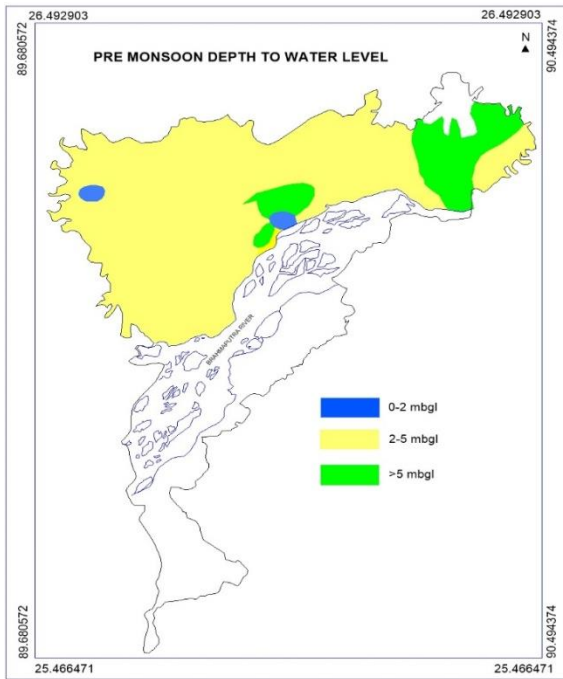 26.492903
26.492903
89.680572
90.494374
PRE MONSOON DEPTH TO WATER LEVEL
N
BRAHMAPUTRA RIVER
0-2 mbgl
2-5 mbgl
>5 mbgl
89.680572
90.494374
25.466471
25.466471